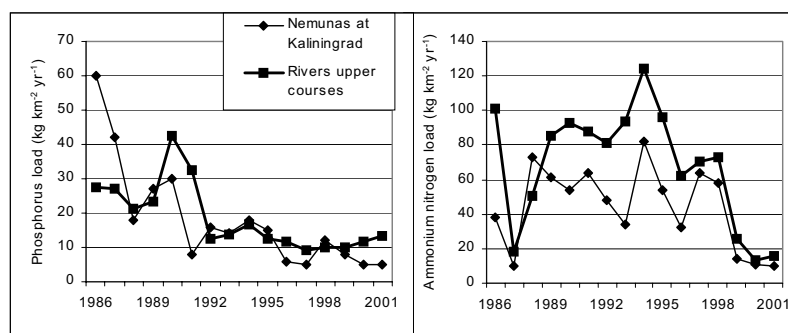 Nemunas at
Kaliningrad
Rivers upper
courses
Phosphorus load (kg km-2 yr-1)
70
60
50
40
30
20
10
0
1986 1989 1992 1995 1998 2001
Ammonium nitrogen load (kg km-2 yr-1)
140
120
100
80
60
40
20
0
1986 1989 1992 1995 1998 2001